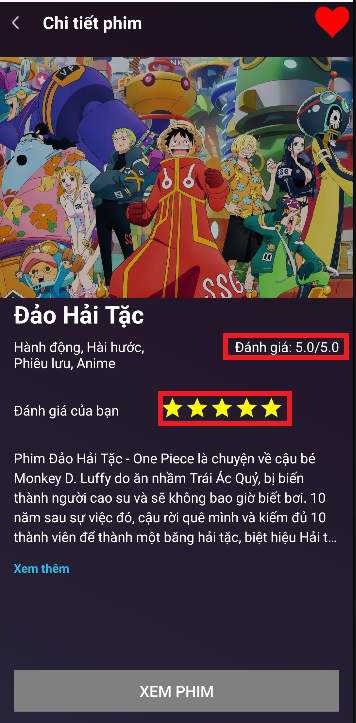 Chi tiết phim
VP
SSG
Đảo Hải Tặc
Hành động, Hài hước,
Phiêu lưu, Anime
Đánh giá: 5.0/5.0
Đánh giá của bạn
Phim Đảo Hải Tặc - One Piece là chuyện về cậu bé
Monkey D. Luffy do ăn nhầm Trái Ác Quỷ, bị biến
thành người cao su và sẽ không bao giờ biết bơi. 10
năm sau sự việc đó, cậu rời quê mình và kiếm đủ 10
thành viên để thành một băng hải tặc, biệt hiệu Hải t...
Xem thêm
XEM PHIM